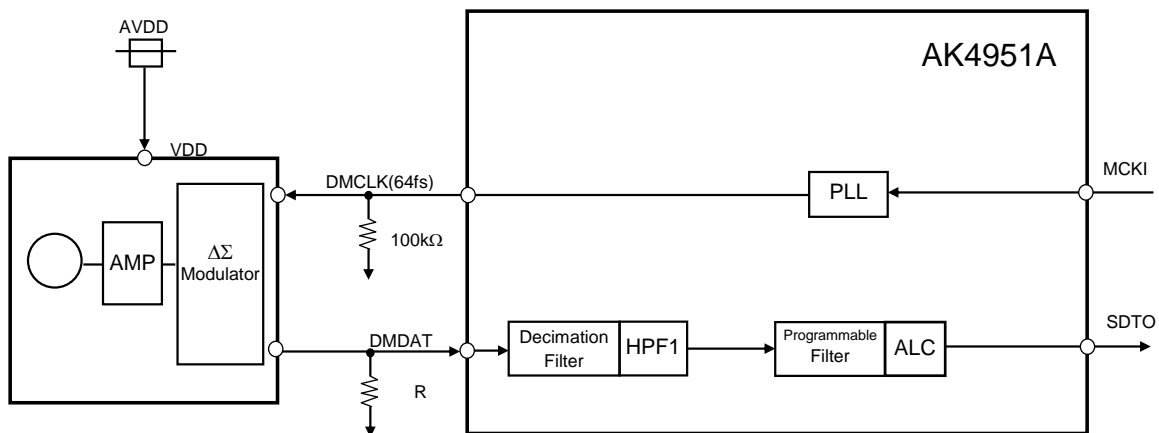 AVDD
AK4951A
VDD
DMCLK(64fs)
PLL
MCKI
100kΩ
AMP
ΔΣ
Modulator
DMDAT
Decimation
Filter
HPF1
Programmable
Filter
ALC
SDTO
R